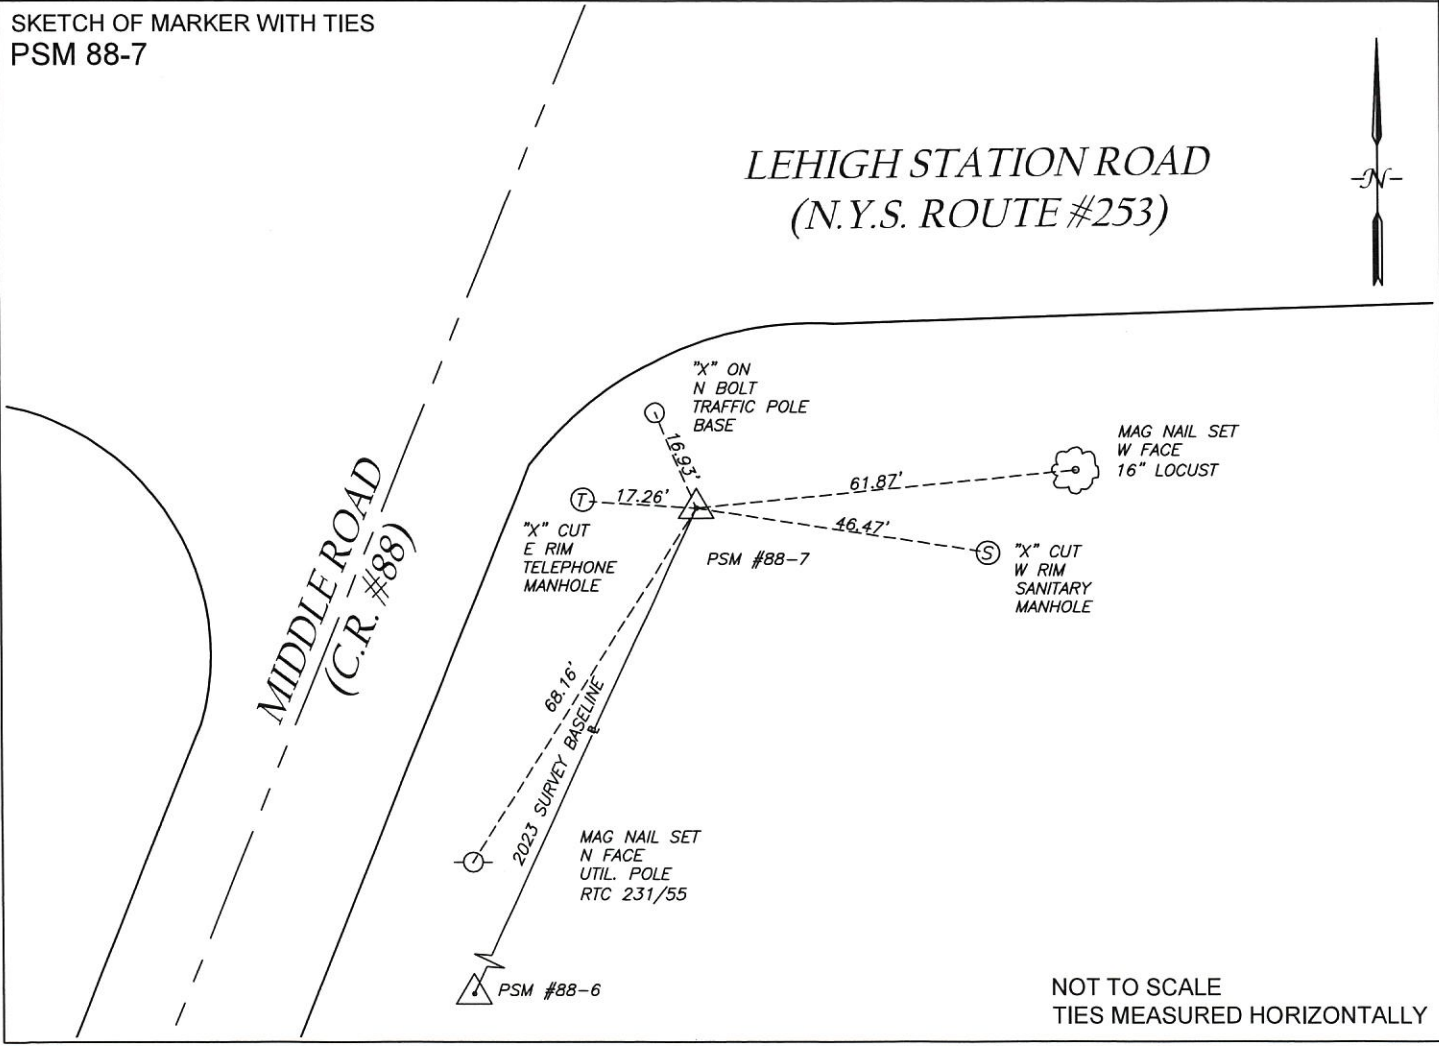 SKETCH OF MARKER WITH TIES
PSM 88-7
LEHIGH STATION ROAD
(N.Y.S. ROUTE #253)
-N-
"X" ON
N BOLT
TRAFFIC POLE
BASE
16.93'
MAG NAIL SET
W FACE
16" LOCUST
61.87'
T
17.26'
"X" CUT
E RIM
TELEPHONE
MANHOLE
46.47'
PSM #88-7
S
"X" CUT
W RIM
SANITARY
MANHOLE
MIDDLE ROAD
(C.R. #88)
68.16'
2023 SURVEY BASELINE
MAG NAIL SET
N FACE
UTIL. POLE
RTC 231/55
PSM #88-6
NOT TO SCALE
TIES MEASURED HORIZONTALLY